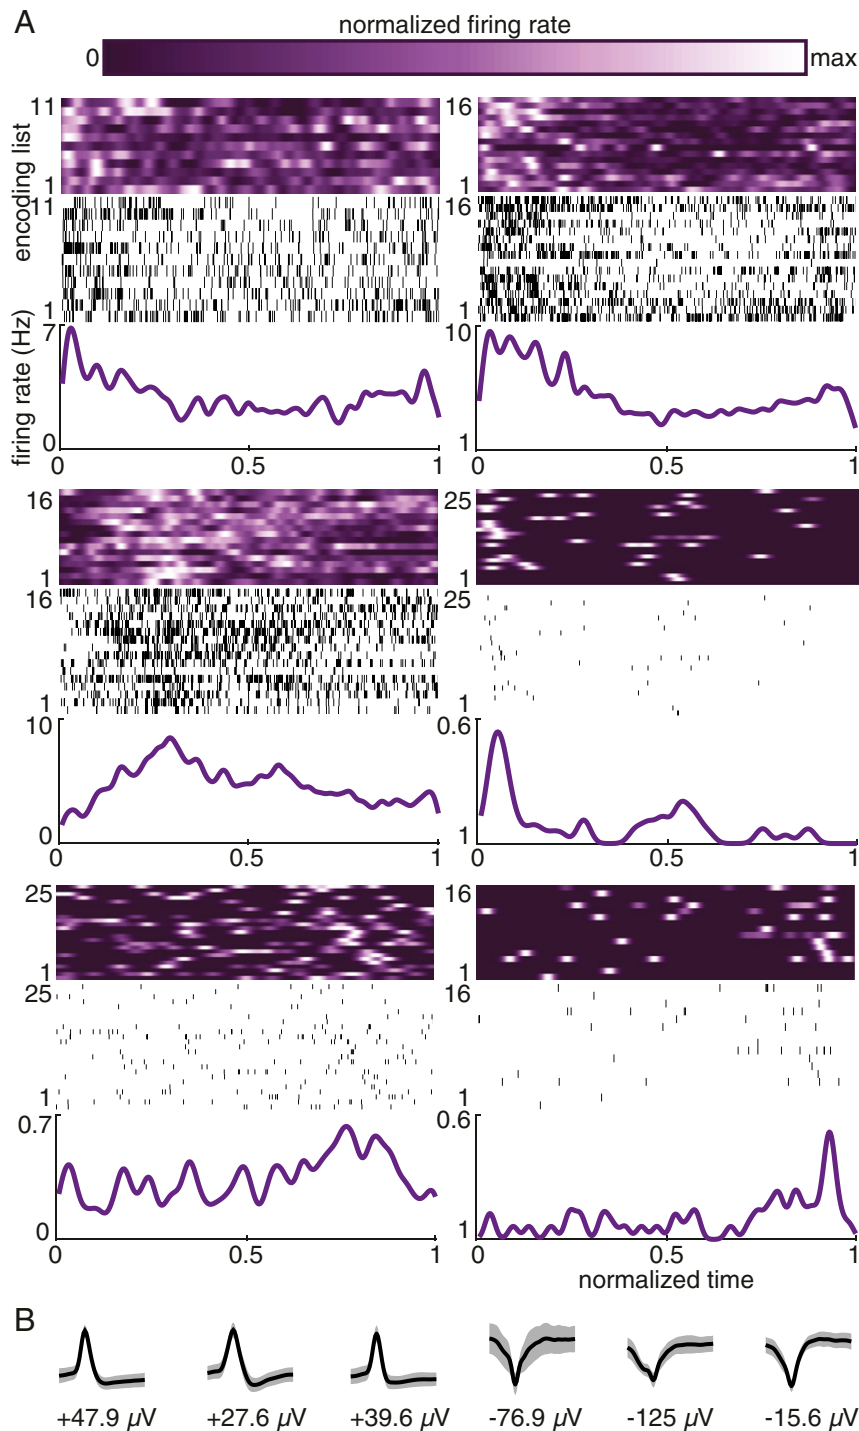 A
normalized firing rate
0 max
encoding list
firing rate (Hz)
11
1
11
1
7
0
0 0.5 1
16
1
16
1
10
1
0 0.5 1
16
1
16
1
10
0
0 0.5 1
25
1
25
1
0.6
1
0 0.5 1
25
1
25
1
0.7
0
0 0.5 1
16
1
16
1
0.6
1
0 0.5 1
normalized time
B
+47.9 µV +27.6 µV +39.6 µV -76.9 µV -125 µV -15.6 µV